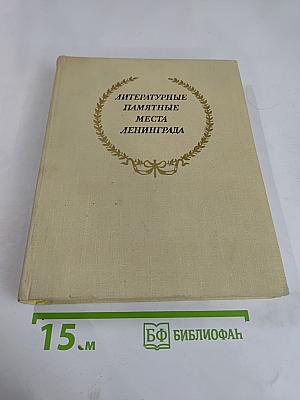 ЛИТЕРАТУРНЫЕ
ПАМЯТНЫЕ
МЕСТА
ЛЕНИНГРАДА
15см
БФ БИБЛИОФАН